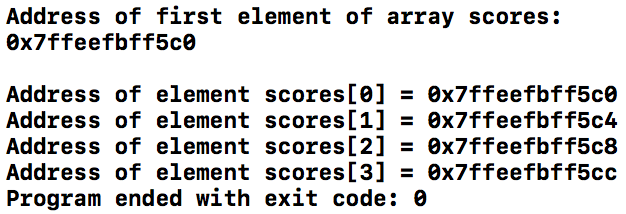 Address of first element of array scores:
0x7ffeefbff5c0
Address of element scores[0] = 0x7ffeefbff5c0
Address of element scores[1] = 0x7ffeefbff5c4
Address of element scores[2] = 0x7ffeefbff5c8
Address of element scores[3] = 0x7ffeefbff5cc
Program ended with exit code: 0